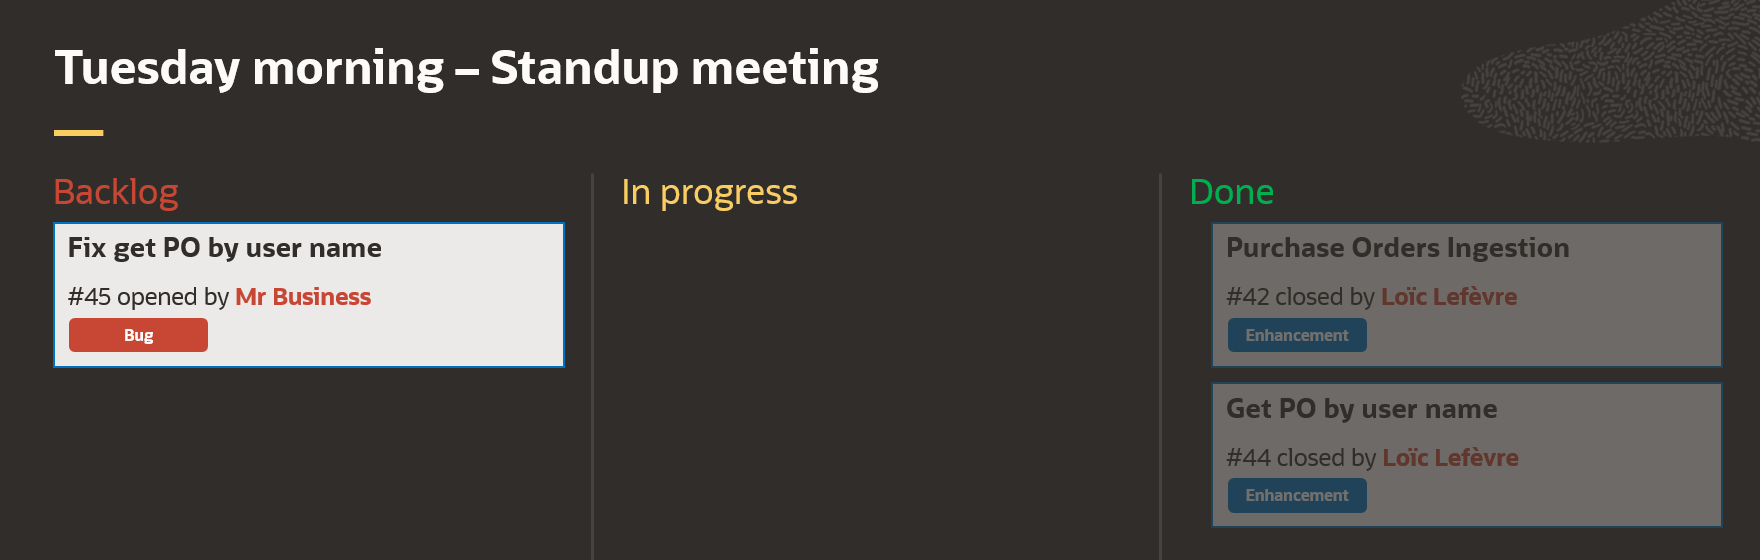 Tuesday morning – Standup meeting
Backlog
Fix get PO by user name
#45 opened by Mr Business
Bug
In progress
Done
Purchase Orders Ingestion
#42 closed by Loïc Lefèvre
Enhancement
Get PO by user name
#44 closed by Loïc Lefèvre
Enhancement